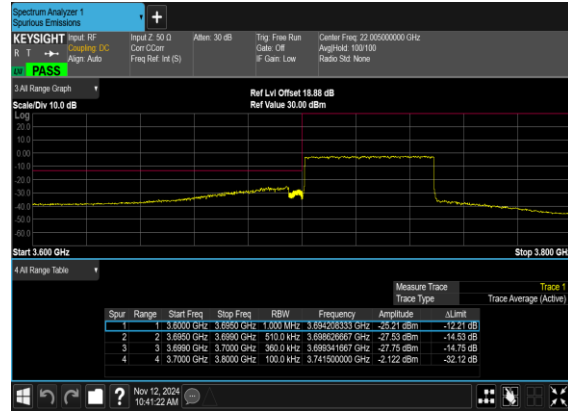 Spectrum Analyzer 1
Spurious Emissions
KEYSIGHT Input: RF Input Z: 50 Ω Atten: 30 dB Trig: Free Run Center Freq: 22.005000000 GHz
R T Coupling: DC Corr CCorr Gate: Off Avg|Hold: 100/100
Align: Auto Freq Ref: Int (S) IF Gain: Low Radio Std: None
PASS
3 All Range Graph
Ref Lvl Offset 18.88 dB
Scale/Div 10.0 dB Ref Value 30.00 dBm
Log
20.0
10.0
0.00
-10.0
-20.0
-30.0
-40.0
-50.0
-60.0
Start 3.600 GHz Stop 3.800 GHz
4 All Range Table
Measure Trace Trace 1
Trace Type Trace Average (Active)
Spur Range Start Freq Stop Freq RBW Frequency Amplitude ΔLimit
1 1 3.6000 GHz 3.6950 GHz 1.000 MHz 3.694208333 GHz -25.21 dBm -12.21 dB
2 2 3.6950 GHz 3.6990 GHz 510.0 kHz 3.698626667 GHz -27.53 dBm -14.53 dB
3 3 3.6990 GHz 3.7000 GHz 360.0 kHz 3.699341667 GHz -27.75 dBm -14.75 dB
4 4 3.7000 GHz 3.8000 GHz 100.0 kHz 3.741500000 GHz -2.122 dBm -32.12 dB
? Nov 12, 2024
10:41:22 AM